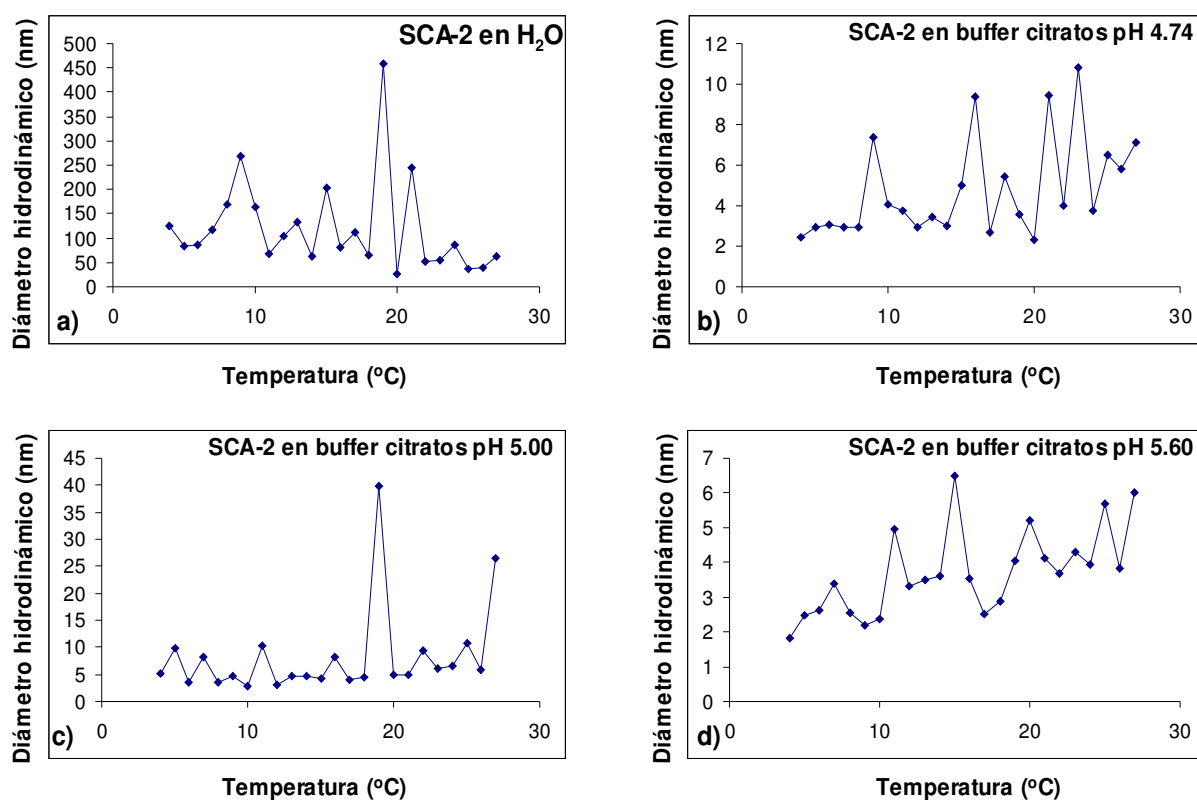 SCA-2 en H₂O
Diámetro hidrodinámico (nm)
500
450
400
350
300
250
200
150
100
50
0
a)
0 10 20 30
Temperatura (ºC)
SCA-2 en buffer citratos pH 4.74
Diámetro hidrodinámico (nm)
12
10
8
6
4
2
0
b)
0 10 20 30
Temperatura (ºC)
SCA-2 en buffer citratos pH 5.00
Diámetro hidrodinámico (nm)
45
40
35
30
25
20
15
10
5
0
c)
0 10 20 30
Temperatura (ºC)
SCA-2 en buffer citratos pH 5.60
Diámetro hidrodinámico (nm)
7
6
5
4
3
2
1
0
d)
0 10 20 30
Temperatura (ºC)